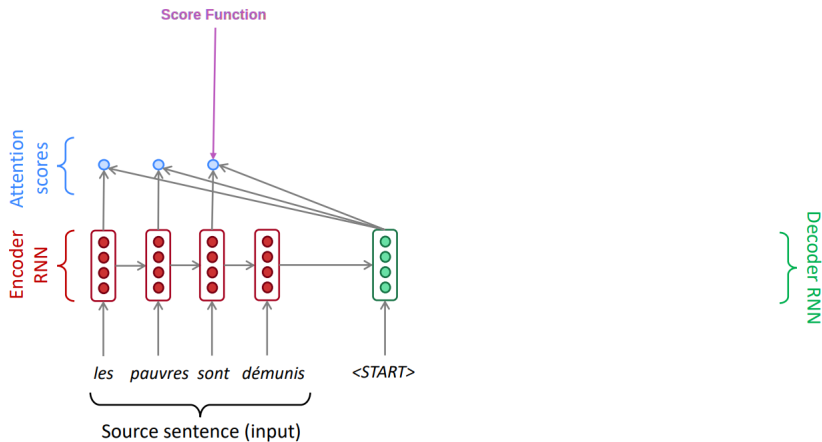 Score Function
Attention
scores
Encoder
RNN
Decoder RNN
les pauvres sont démunis <START>
Source sentence (input)